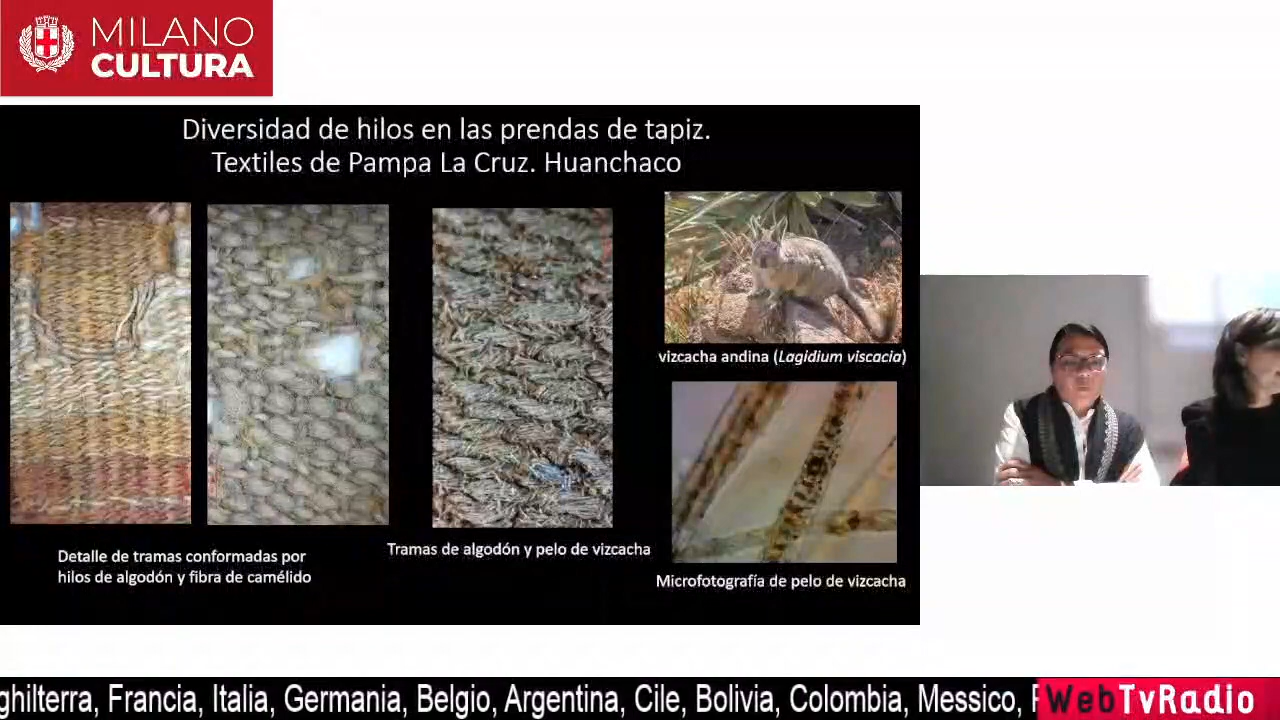 MILANO
CULTURA
Diversidad de hilos en las prendas de tapiz.
Textiles de Pampa La Cruz. Huanchaco
vizcacha andina (Lagidium viscacia)
Detalle de tramas conformadas por
hilos de algodón y fibra de camélido
Tramas de algodón y pelo de vizcacha
Microfotografía de pelo de vizcacha
Francia, Italia, Germania, Belgio, Argentina, Cile, Bolivia, Colombia, Messico,
WebTvRadio